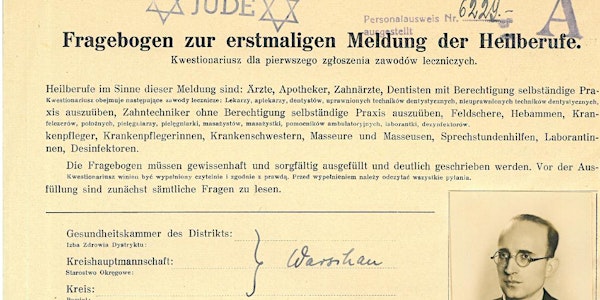 JUDE
Personalausweis Nr. 6229
ausgestellt
A
Fragebogen zur erstmaligen Meldung der Heilberufe.
Kwestionariusz dla pierwszego zgłoszenia zawodów leczniczych.
Heilberufe im Sinne dieser Meldung sind: Ärzte, Apotheker, Zahnärzte, Dentisten mit Berechtigung selbständige Pra-
Kwestionariusz obejmuje następujące zawody lecznicze: Lekarzy, aptekarzy, dentystów, uprawnionych techników dentystycznych, nieuprawnionych techników dentystycznych,
xis auszuüben, Zahntechniker ohne Berechtigung selbständige Praxis auszuüben, Feldschere, Hebammen, Kran-
felczerów, położnych, pielęgniarzy, pielęgniarki, masażystów, masażystki, pomocników ambulatoryjnych, laborantki, dezynfektorów.
kenpfleger, Krankenpflegerinnen, Krankenschwestern, Masseure und Masseusen, Sprechstundenhilfen, Laborantin-
nen, Desinfektoren.
Die Fragebogen müssen gewissenhaft und sorgfältig ausgefüllt und deutlich geschrieben werden. Vor der Aus-
Kwestionariusz winien być wypełniony czytelnie i zgodnie z prawdą. Przed wypełnieniem należy odczytać wszystkie pytania.
füllung sind zunächst sämtliche Fragen zu lesen.
Gesundheitskammer des Distrikts:
Izba Zdrowia Dystryktu:
Kreishauptmannschaft:
Starostwo Okręgowe:
Warschau
Kreis: